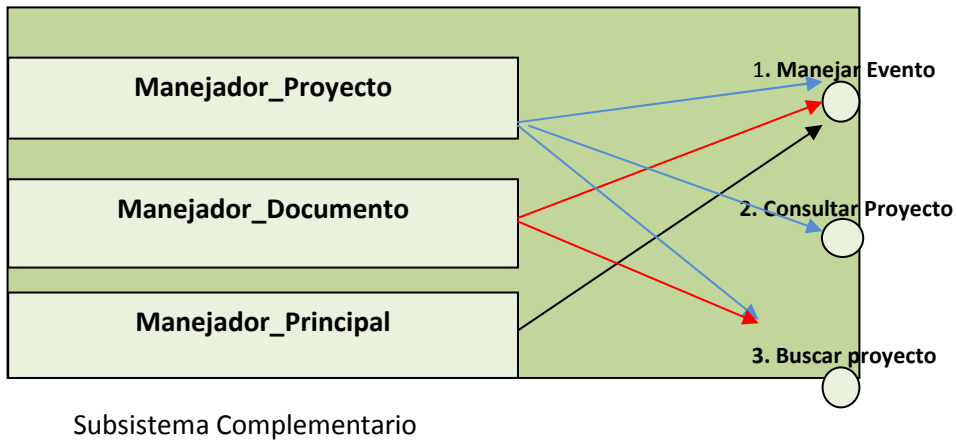 1. Manejar Evento
Manejador_Proyecto
Manejador_Documento
2. Consultar Proyecto
Manejador_Principal
3. Buscar proyecto
Subsistema Complementario